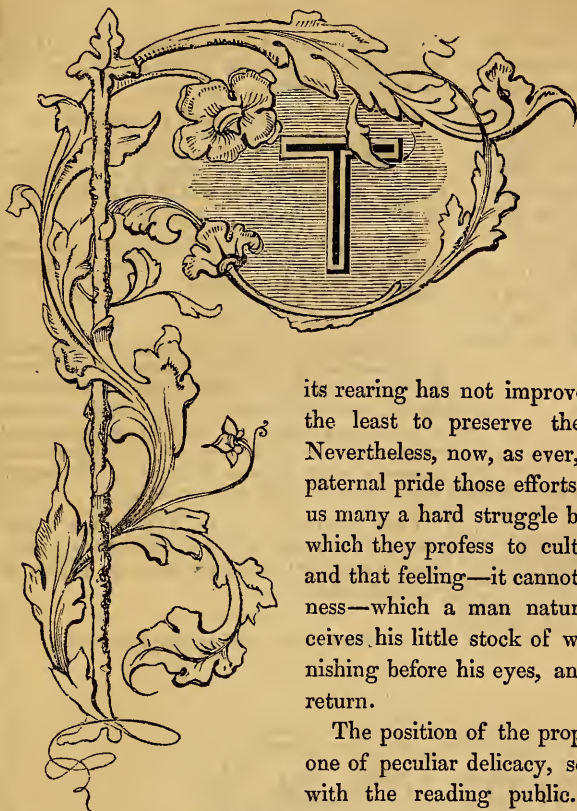 T
its rearing has not improv
the least to preserve the
Nevertheless, now, as ever,
paternal pride those efforts
us many a hard struggle b
which they profess to cult
and that feeling—it cannot
ness—which a man natur
ceives his little stock of w
nishing before his eyes, an
return.
The position of the prop
one of peculiar delicacy, s
with the reading public.